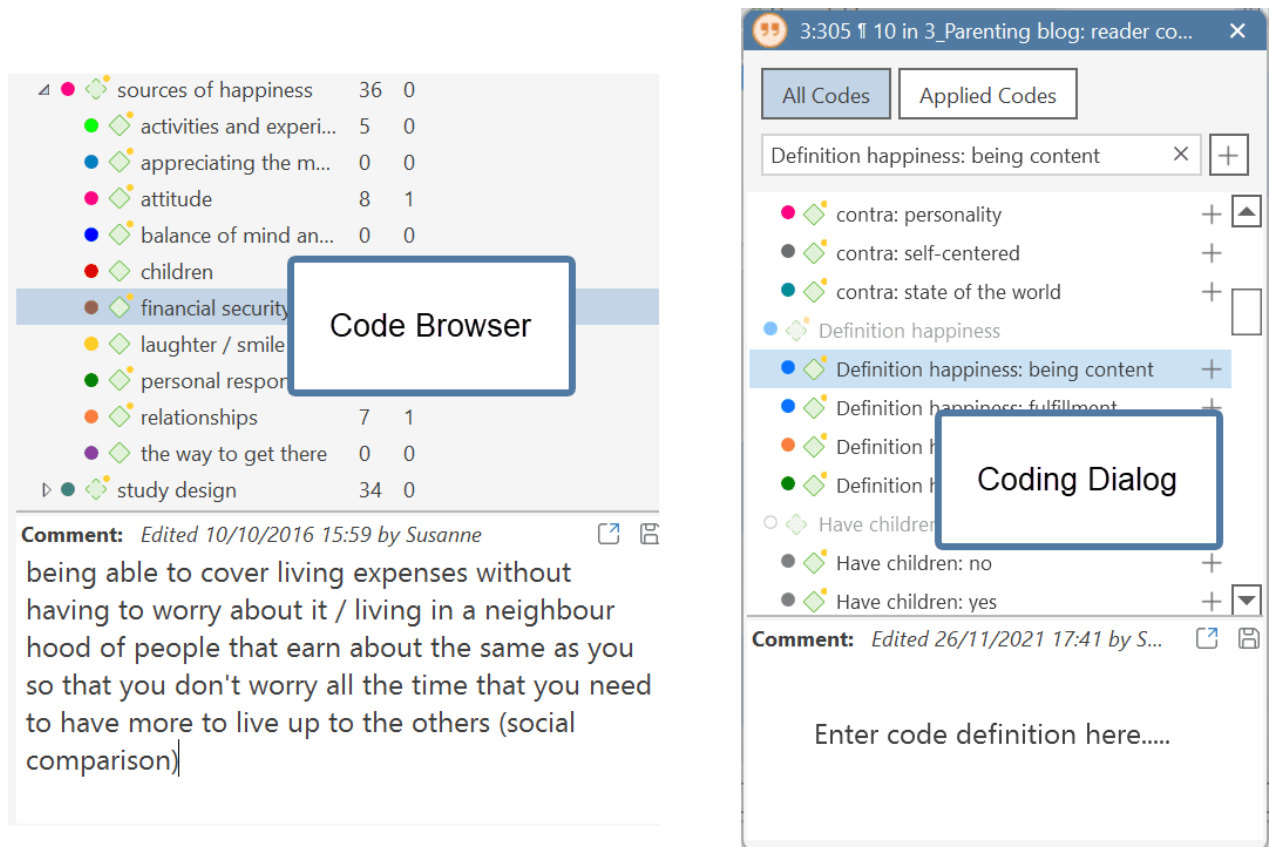 sources of happiness 36 0
activities and experi... 5 0
appreciating the m... 0 0
attitude 8 1
balance of mind an... 0 0
children
financial security
laughter / smile
personal respon
relationships 7 1
the way to get there 0 0
study design 34 0
Code Browser
Comment: Edited 10/10/2016 15:59 by Susanne
being able to cover living expenses without
having to worry about it / living in a neighbour
hood of people that earn about the same as you
so that you don't worry all the time that you need
to have more to live up to the others (social
comparison)
3:305 ¶ 10 in 3_Parenting blog: reader co...
All Codes Applied Codes
Definition happiness: being content
contra: personality
contra: self-centered
contra: state of the world
Definition happiness
Definition happiness: being content
Definition happiness: fulfillment
Definition h
Definition h
Have children
Have children: no
Have children: yes
Coding Dialog
Comment: Edited 26/11/2021 17:41 by S...
Enter code definition here.....